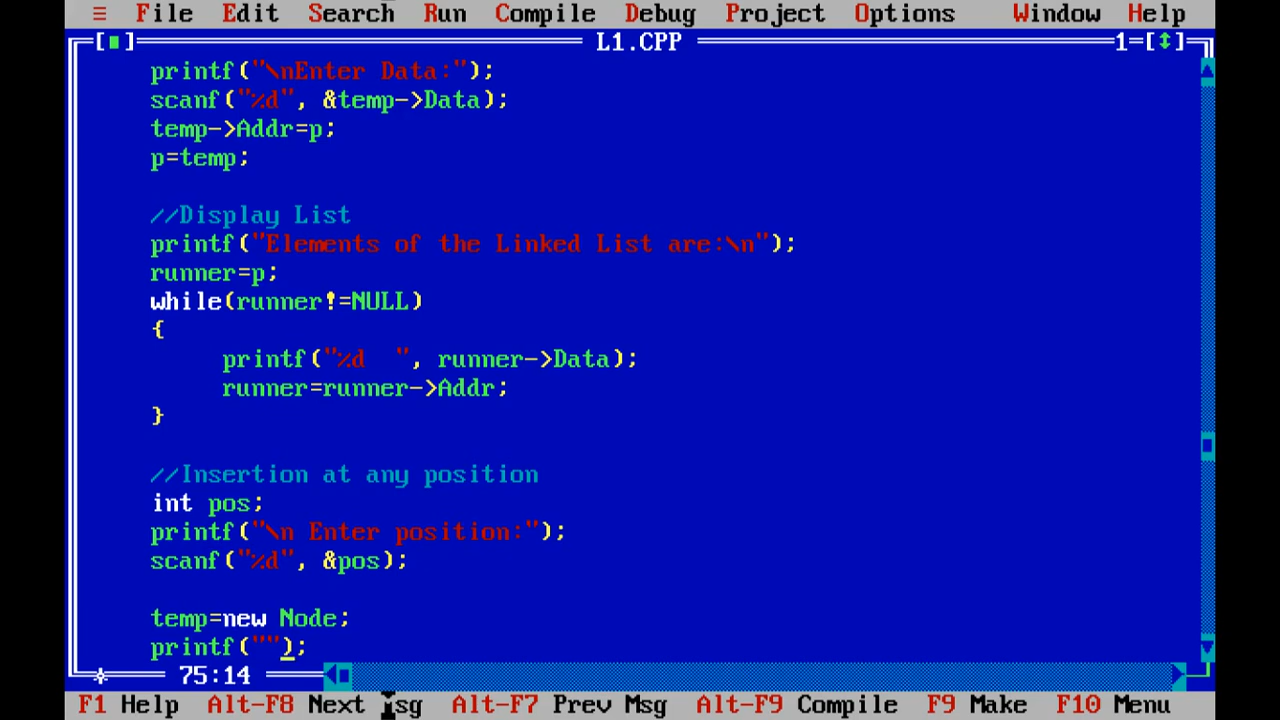 ≡ File Edit Search Run Compile Debug Project Options Window Help
[■] L1.CPP 1=[↕]
printf("\nEnter Data:");
scanf("%d", &temp->Data);
temp->Addr=p;
p=temp;
//Display List
printf("Elements of the Linked List are:\n");
runner=p;
while(runner!=NULL)
{
printf("%d  ", runner->Data);
runner=runner->Addr;
}
//Insertion at any position
int pos;
printf("\n Enter position:");
scanf("%d", &pos);
temp=new Node;
printf("");
75:14
F1 Help Alt-F8 Next Msg Alt-F7 Prev Msg Alt-F9 Compile F9 Make F10 Menu